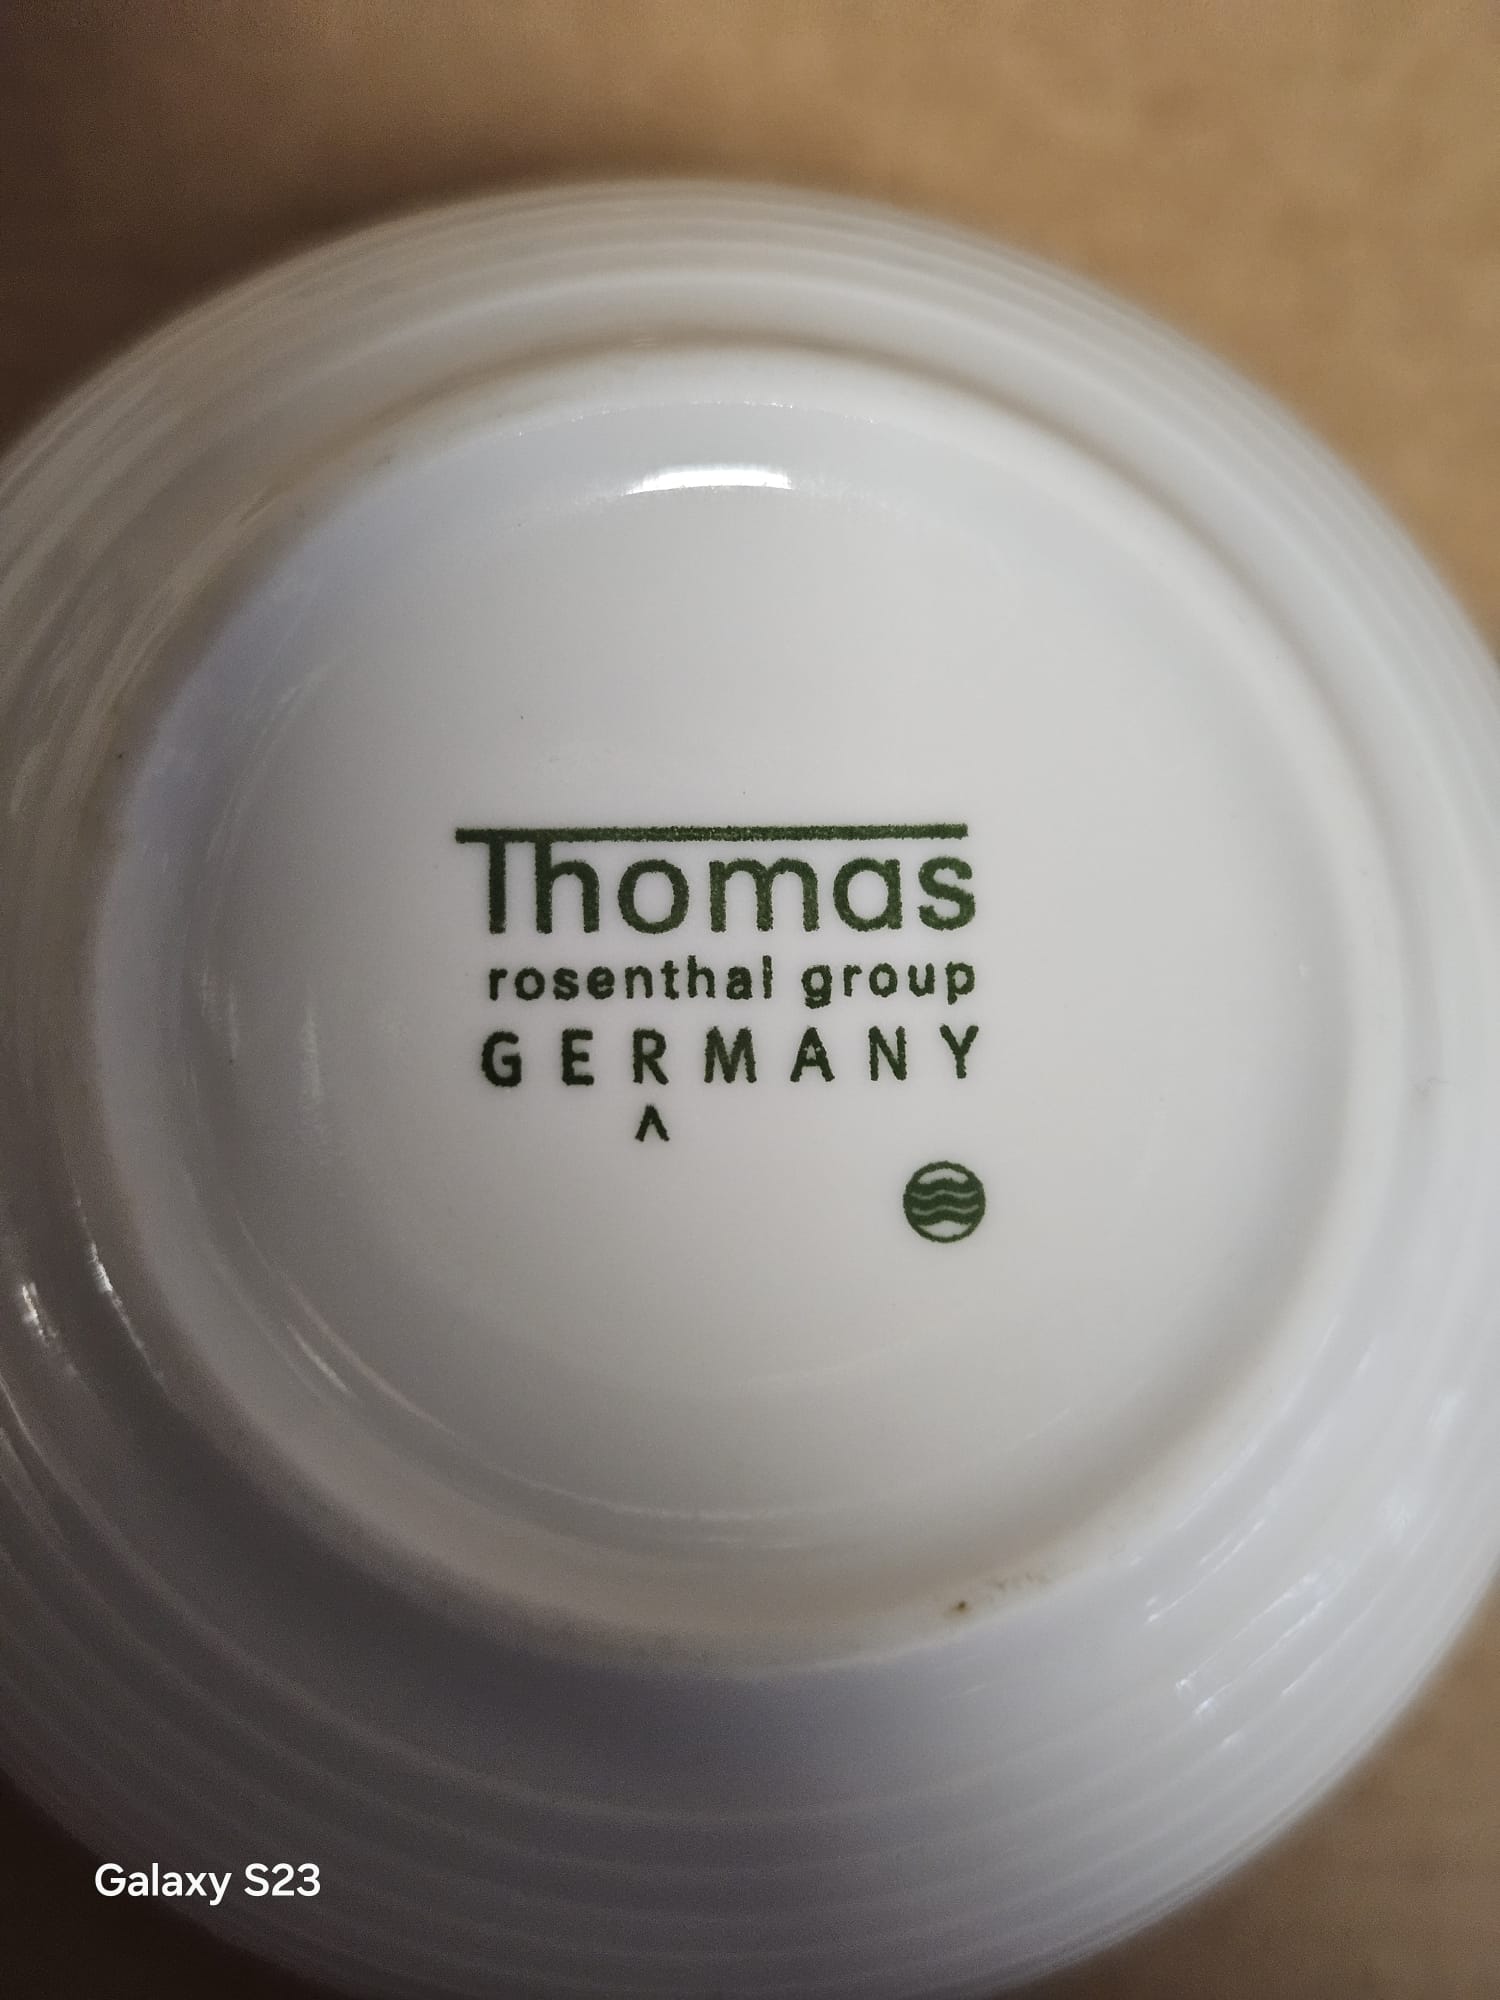 Thomas
rosenthal group
GERMANY
Galaxy S23